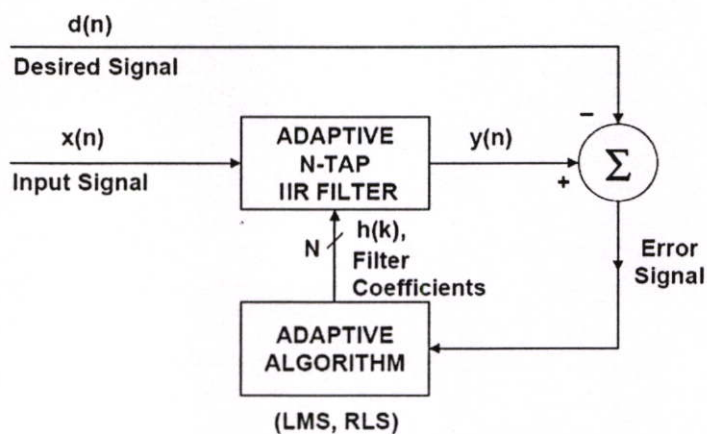 d(n)
Desired Signal
x(n)
Input Signal
ADAPTIVE
N-TAP
IIR FILTER
y(n)
−
+
Σ
N
h(k),
Filter
Coefficients
Error
Signal
ADAPTIVE
ALGORITHM
(LMS, RLS)